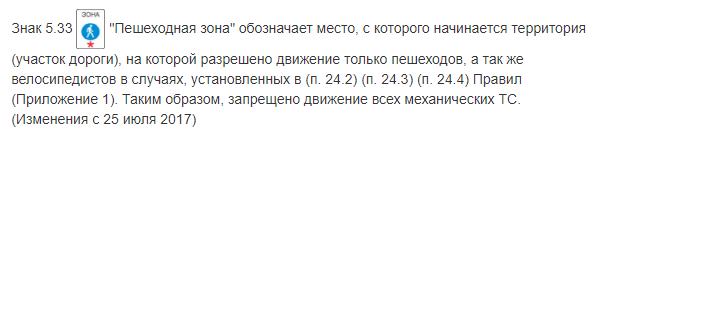 ЗОНА
Знак 5.33 "Пешеходная зона" обозначает место, с которого начинается территория
(участок дороги), на которой разрешено движение только пешеходов, а так же
велосипедистов в случаях, установленных в (п. 24.2) (п. 24.3) (п. 24.4) Правил
(Приложение 1). Таким образом, запрещено движение всех механических ТС.
(Изменения с 25 июля 2017)